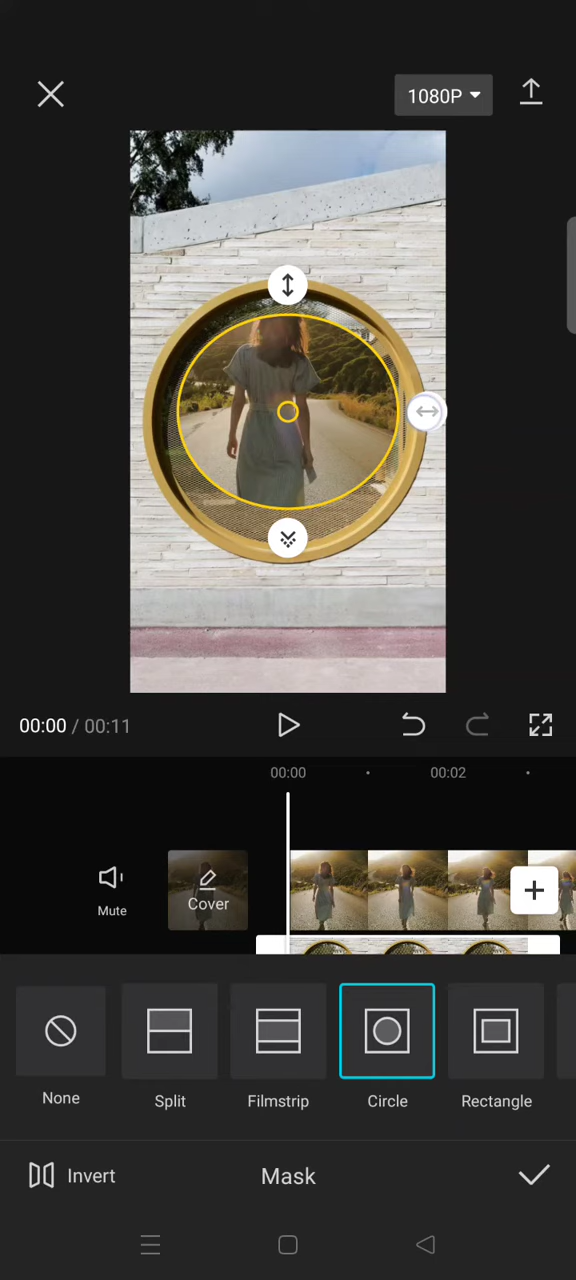 1080P
00:00 / 00:11
00:00
00:02
Mute
Cover
None
Split
Filmstrip
Circle
Rectangle
Invert
Mask